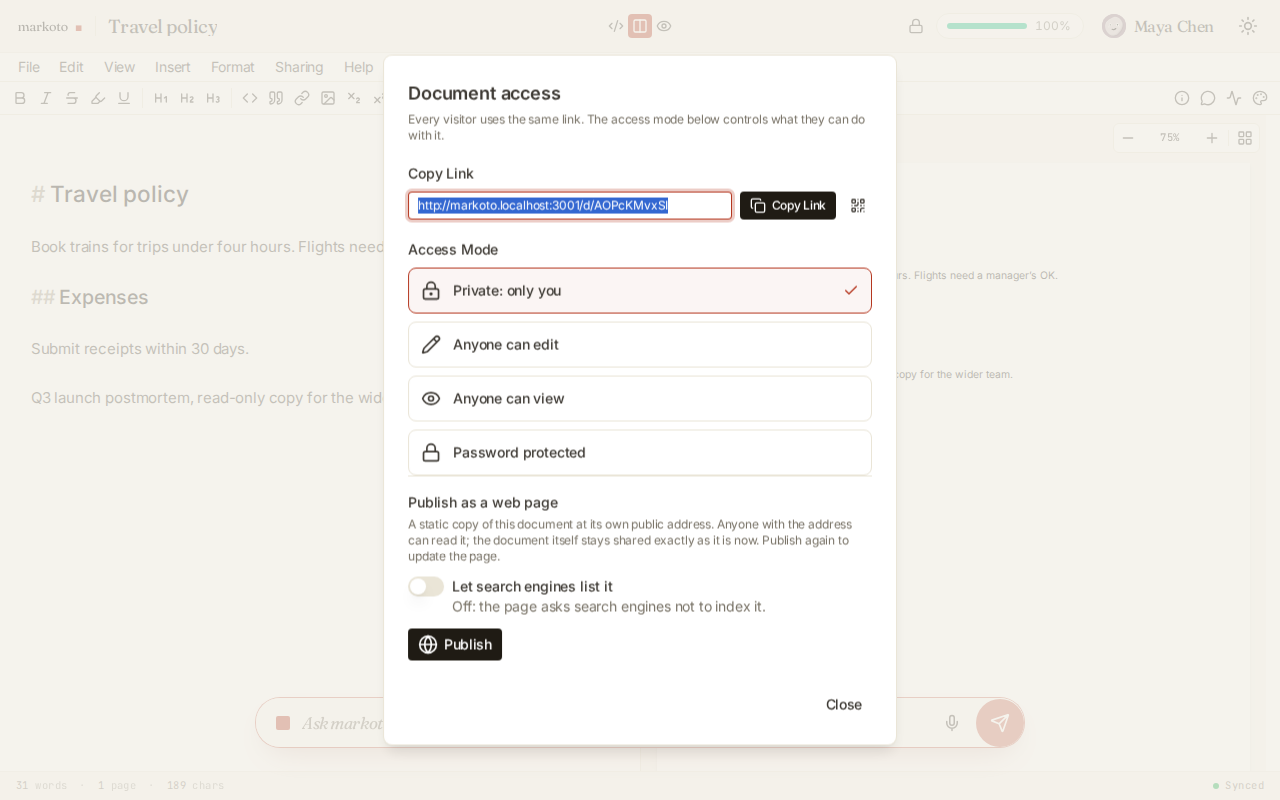 markoto
Travel policy
100%
Maya Chen
File Edit View Insert Format Sharing Help
B I S U H1 H2 H3 X2
75%
# Travel policy
Book trains for trips under four hours. Flights need
## Expenses
Submit receipts within 30 days.
Q3 launch postmortem, read-only copy for the wid
rs. Flights need a manager's OK.
copy for the wider team.
Document access
Every visitor uses the same link. The access mode below controls what they can do
with it.
Copy Link
http://markoto.localhost:3001/d/AOPcKMvxSl
Copy Link
Access Mode
Private: only you
Anyone can edit
Anyone can view
Password protected
Publish as a web page
A static copy of this document at its own public address. Anyone with the address
can read it; the document itself stays shared exactly as it is now. Publish again to
update the page.
Let search engines list it
Off: the page asks search engines not to index it.
Publish
Close
Ask markot
31 words · 1 page · 189 chars
Synced